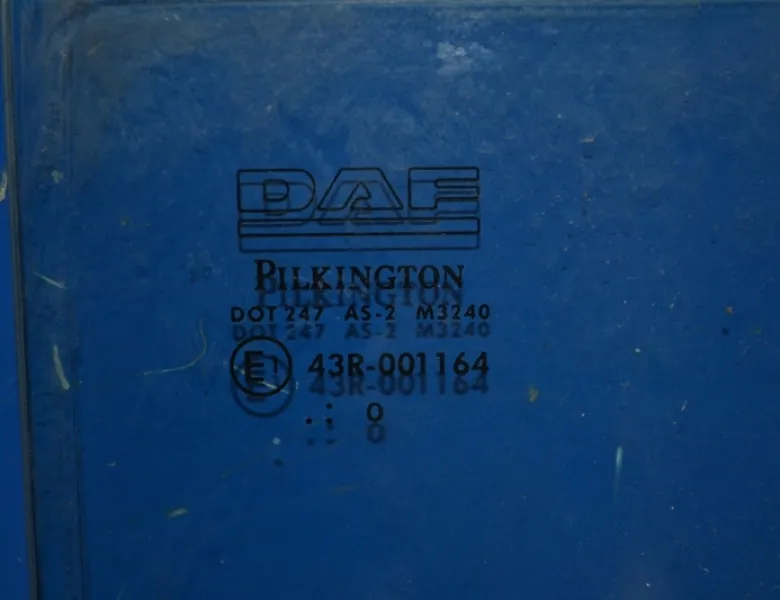 DAF
PILKINGTON
DOT 247 AS-2 M3240
E1 43R-001164
..: 0